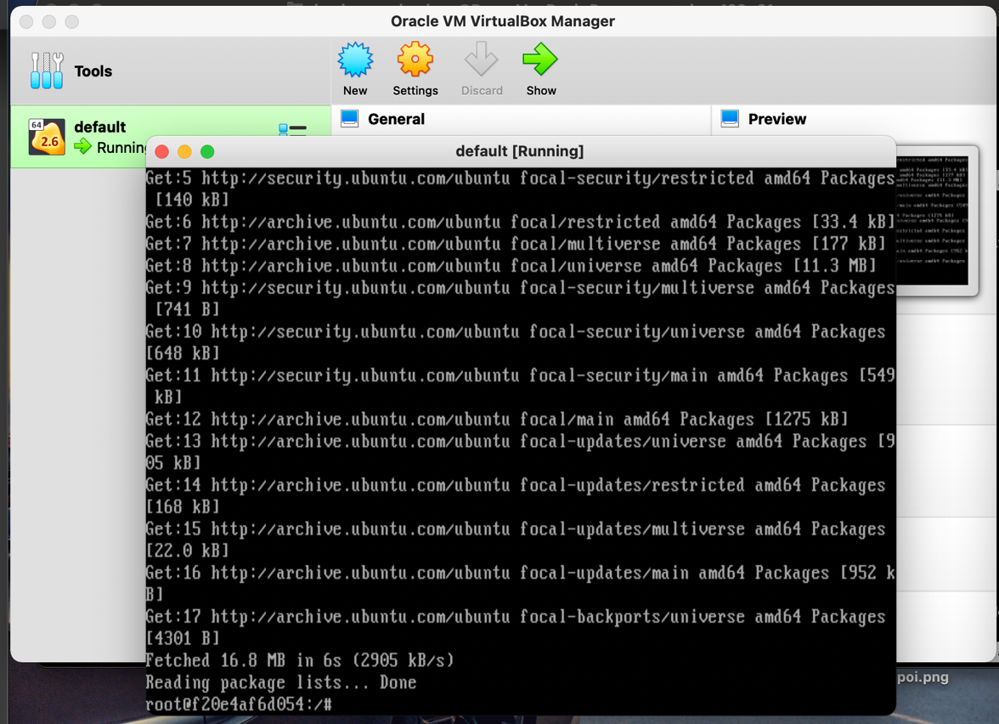 Oracle VM VirtualBox Manager
Tools
New
Settings
Discard
Show
64
2.6
default
Running
General
Preview
default [Running]
Get:5 http://security.ubuntu.com/ubuntu focal-security/restricted amd64 Packages
[140 kB]
Get:6 http://archive.ubuntu.com/ubuntu focal/restricted amd64 Packages [33.4 kB]
Get:7 http://archive.ubuntu.com/ubuntu focal/multiverse amd64 Packages [177 kB]
Get:8 http://archive.ubuntu.com/ubuntu focal/universe amd64 Packages [11.3 MB]
Get:9 http://security.ubuntu.com/ubuntu focal-security/multiverse amd64 Packages
[741 B]
Get:10 http://security.ubuntu.com/ubuntu focal-security/universe amd64 Packages
[648 kB]
Get:11 http://security.ubuntu.com/ubuntu focal-security/main amd64 Packages [549
kB]
Get:12 http://archive.ubuntu.com/ubuntu focal/main amd64 Packages [1275 kB]
Get:13 http://archive.ubuntu.com/ubuntu focal-updates/universe amd64 Packages [9
05 kB]
Get:14 http://archive.ubuntu.com/ubuntu focal-updates/restricted amd64 Packages
[168 kB]
Get:15 http://archive.ubuntu.com/ubuntu focal-updates/multiverse amd64 Packages
[22.0 kB]
Get:16 http://archive.ubuntu.com/ubuntu focal-updates/main amd64 Packages [952 k
B]
Get:17 http://archive.ubuntu.com/ubuntu focal-backports/universe amd64 Packages
[4301 B]
Fetched 16.8 MB in 6s (2905 kB/s)
Reading package lists... Done
root@f20e4af6d054:/#
poi.png